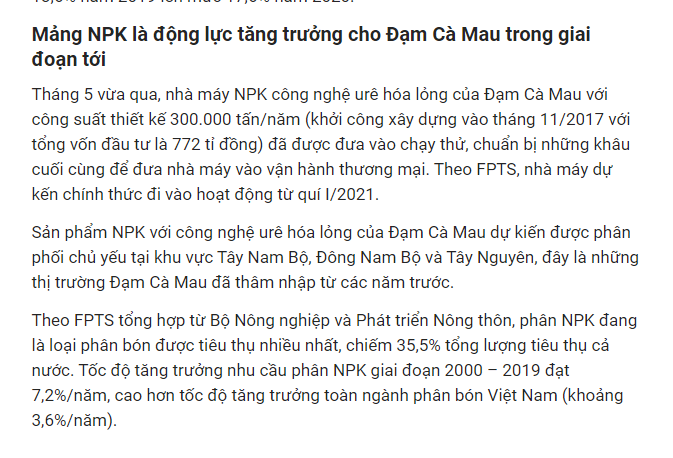 Mảng NPK là động lực tăng trưởng cho Đạm Cà Mau trong giai
đoạn tới
Tháng 5 vừa qua, nhà máy NPK công nghệ urê hóa lỏng của Đạm Cà Mau với
công suất thiết kế 300.000 tấn/năm (khởi công xây dựng vào tháng 11/2017 với
tổng vốn đầu tư là 772 tỉ đồng) đã được đưa vào chạy thử, chuẩn bị những khâu
cuối cùng để đưa nhà máy vào vận hành thương mại. Theo FPTS, nhà máy dự
kến chính thức đi vào hoạt động từ quí I/2021.
Sản phẩm NPK với công nghệ urê hóa lỏng của Đạm Cà Mau dự kiến được phân
phối chủ yếu tại khu vực Tây Nam Bộ, Đông Nam Bộ và Tây Nguyên, đây là những
thị trường Đạm Cà Mau đã thâm nhập từ các năm trước.
Theo FPTS tổng hợp từ Bộ Nông nghiệp và Phát triển Nông thôn, phân NPK đang
là loại phân bón được tiêu thụ nhiều nhất, chiếm 35,5% tổng lượng tiêu thụ cả
nước. Tốc độ tăng trưởng nhu cầu phân NPK giai đoạn 2000 – 2019 đạt
7,2%/năm, cao hơn tốc độ tăng trưởng toàn ngành phân bón Việt Nam (khoảng
3,6%/năm).